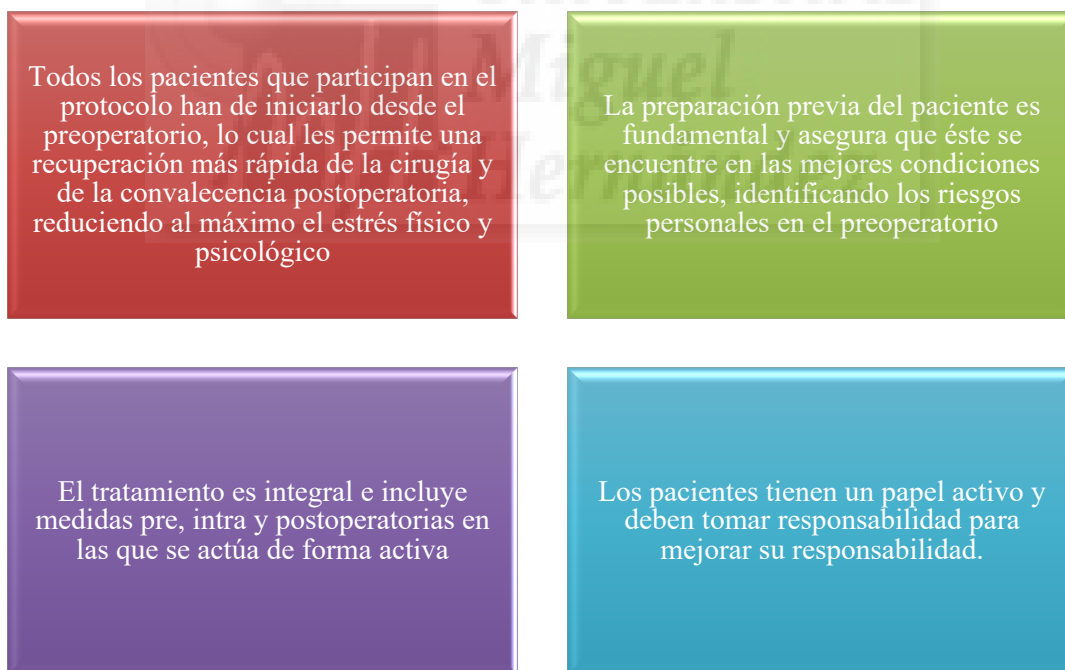 Miguel
Hernández
Todos los pacientes que participan en el
protocolo han de iniciarlo desde el
preoperatorio, lo cual les permite una
recuperación más rápida de la cirugía y
de la convalecencia postoperatoria,
reduciendo al máximo el estrés físico y
psicológico
La preparación previa del paciente es
fundamental y asegura que éste se
encuentre en las mejores condiciones
posibles, identificando los riesgos
personales en el preoperatorio
El tratamiento es integral e incluye
medidas pre, intra y postoperatorias en
las que se actúa de forma activa
Los pacientes tienen un papel activo y
deben tomar responsabilidad para
mejorar su responsabilidad.